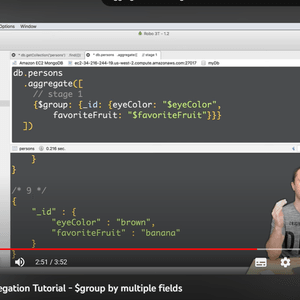 Options Window
Robo 3T - 1.2
db.getCollection('persons')
* db.persons aggregate([ // stage 1
Amazon EC2 MongoDB ec2-34-216-244-19.us-west-2.compute.amazonaws.com:27017 myDb
db.persons
.aggregate([
// stage 1
{$group: {_id: {eyeColor: "$eyeColor",
favoriteFruit: "$favoriteFruit"}}}
])
persons 0.216 sec.
}
}
/* 9 */
{
"_id" : {
"eyeColor" : "brown",
"favoriteFruit" : "banana"
}
}
2:51 / 3:52
egation Tutorial - $group by multiple fields